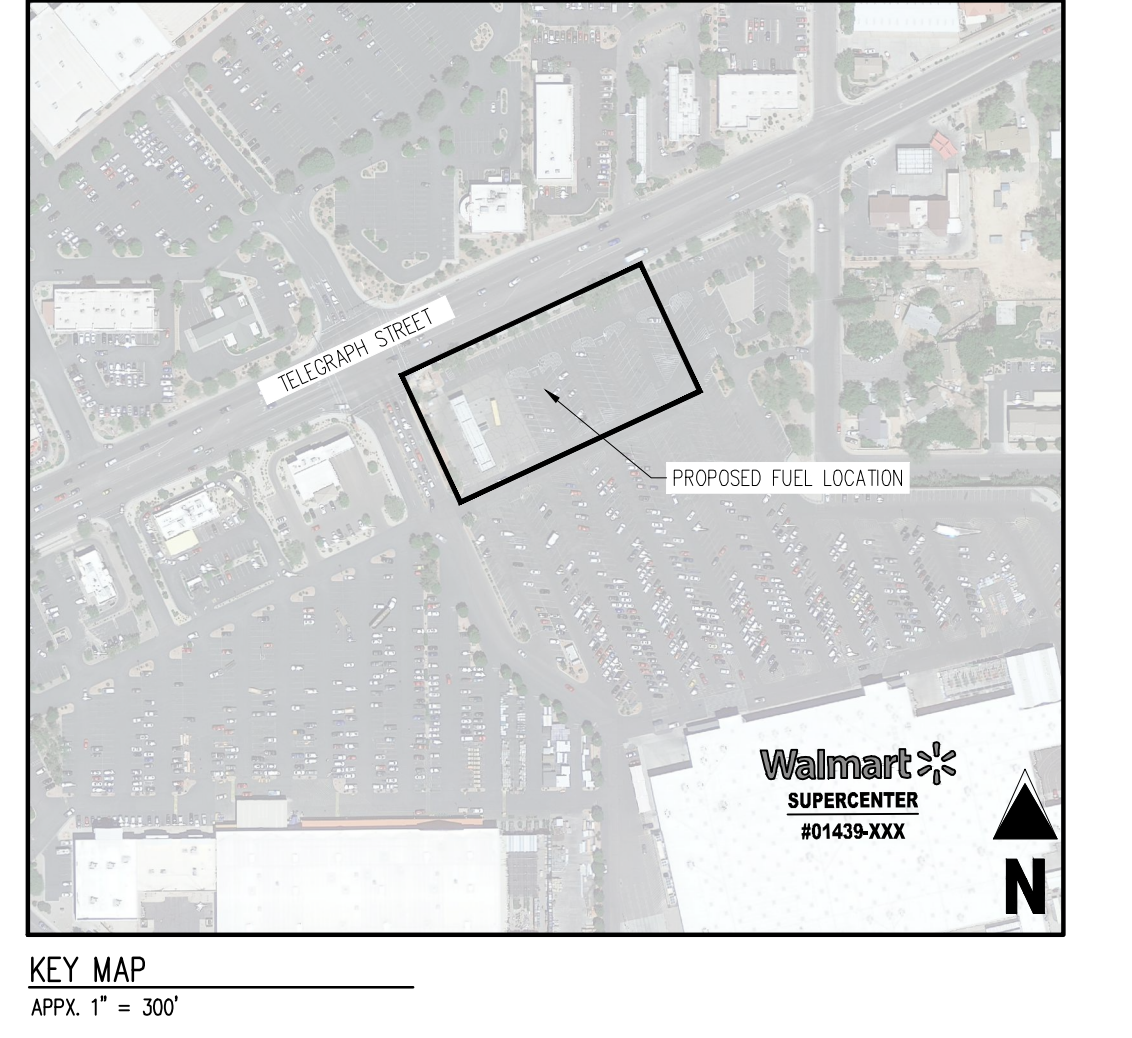 TELEGRAPH STREET
PROPOSED FUEL LOCATION
Walmart
SUPERCENTER
#01439-XXX
N
KEY MAP
APPX. 1" = 300'